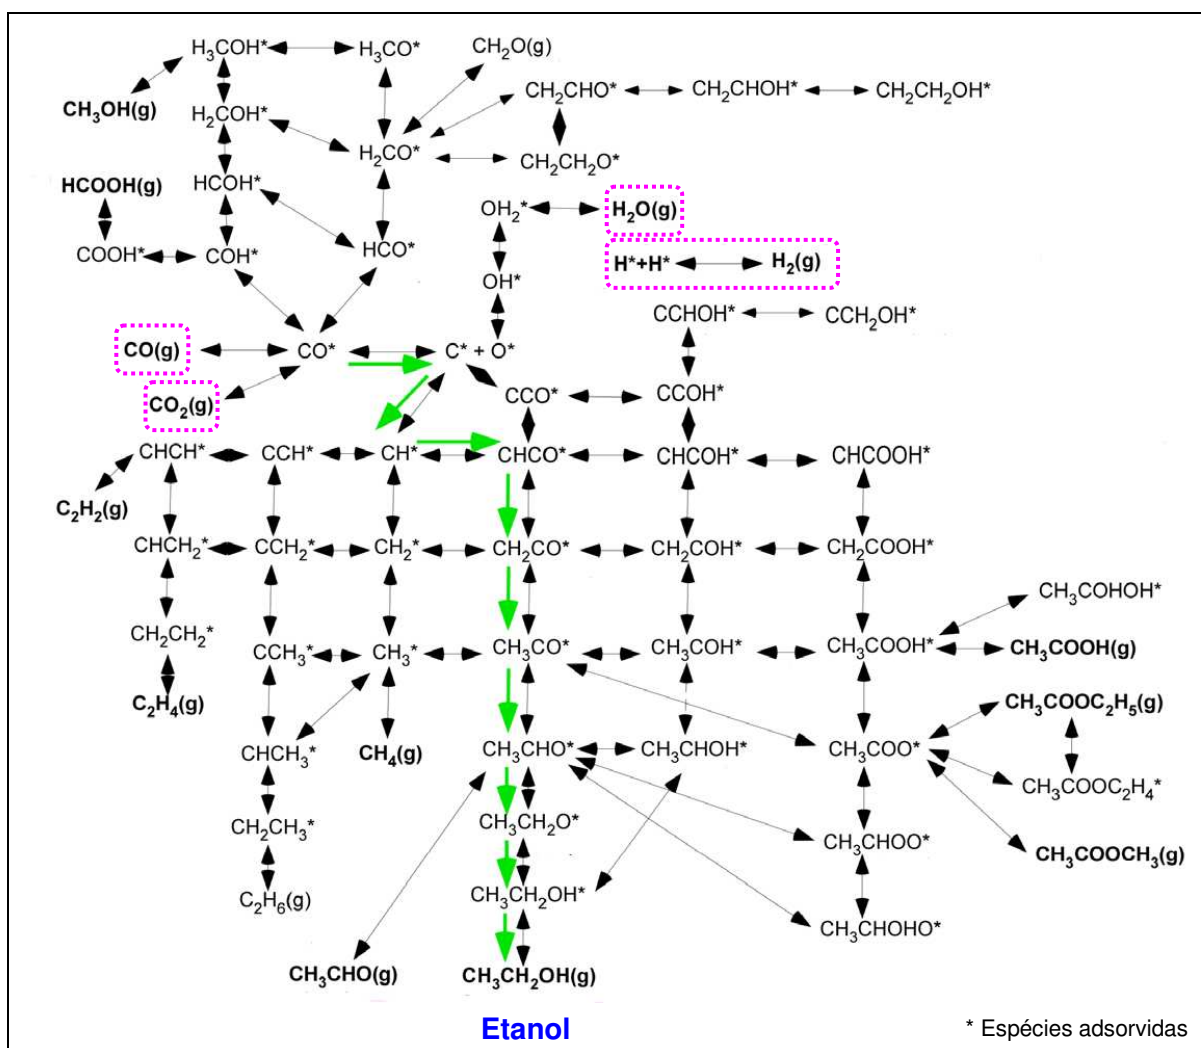 H₃COH* H₃CO* CH₂O(g)
CH₂CHO* CH₂CHOH* CH₂CH₂OH*
CH₃OH(g) H₂COH*
H₂CO* CH₂CH₂O*
HCOOH(g) HCOH*
OH₂* H₂O(g)
COOH* COH* HCO*
H*+H* H₂(g)
OH*
CCHOH* CCH₂OH*
CO(g) CO* C* + O*
CO₂(g) CCO* CCOH*
CHCH* CCH* CH* CHCO* CHCOH* CHCOOH*
C₂H₂(g)
CHCH₂* CCH₂* CH₂* CH₂CO* CH₂COH* CH₂COOH*
CH₃COHOH*
CH₂CH₂* CCH₃* CH₃* CH₃CO* CH₃COH* CH₃COOH* CH₃COOH(g)
C₂H₄(g) CH₃COOC₂H₅(g)
CHCH₃* CH₄(g) CH₃CHO* CH₃CHOH* CH₃COO*
CH₃COOC₂H₄*
CH₂CH₃* CH₃CH₂O* CH₃CHOO* CH₃COOCH₃(g)
C₂H₆(g) CH₃CH₂OH*
CH₃CHOHO*
CH₃CHO(g) CH₃CH₂OH(g)
Etanol * Espécies adsorvidas